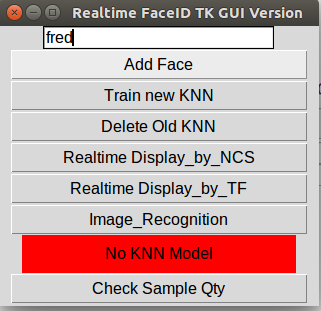 Realtime FaceID TK GUI Version
fred
Add Face
Train new KNN
Delete Old KNN
Realtime Display_by_NCS
Realtime Display_by_TF
Image_Recognition
No KNN Model
Check Sample Qty